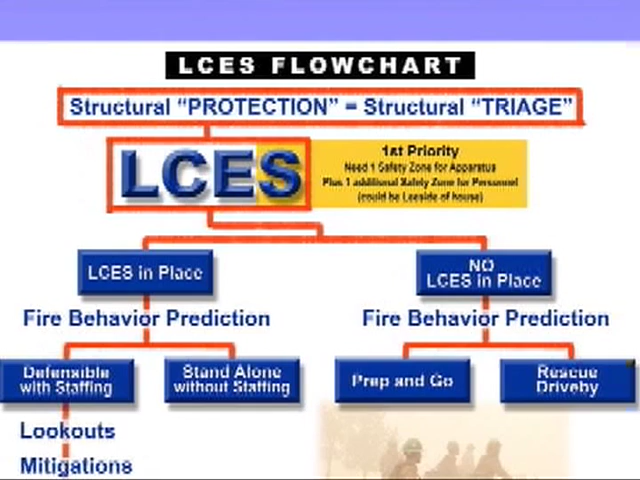 LCES FLOWCHART
Structural “PROTECTION” = Structural “TRIAGE”
LCES
1st Priority
Need 1 Safety Zone for Apparatus
Plus 1 additional Safety Zone for Personnel
(could be Leeside of house)
LCES in Place
NO
LCES in Place
Fire Behavior Prediction
Fire Behavior Prediction
Defensible
with Staffing
Stand Alone
without Staffing
Prep and Go
Rescue
Driveby
Lookouts
Mitigations